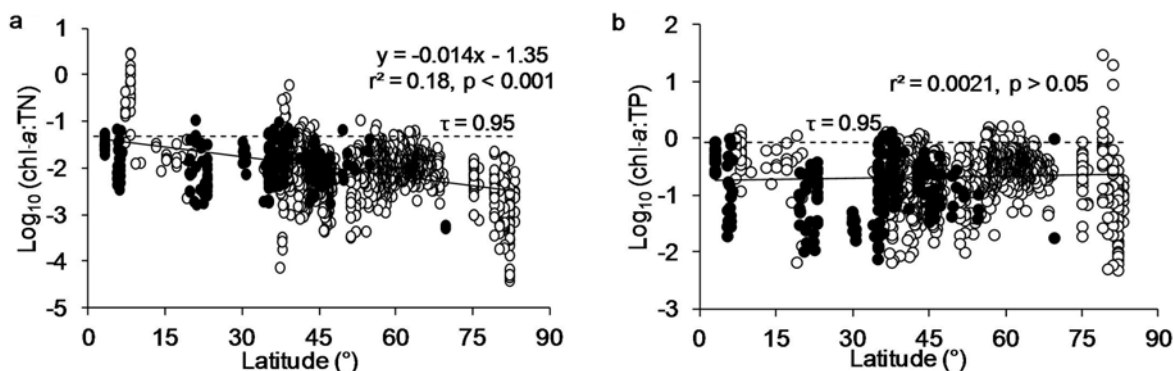 a
Log₁₀ (chl-a:TN)
1
0
-1
-2
-3
-4
-5
y = -0.014x - 1.35
r² = 0.18, p < 0.001
τ = 0.95
0 15 30 45 60 75 90
Latitude (°)
b
Log₁₀ (chl-a:TP)
2
1
0
-1
-2
-3
r² = 0.0021, p > 0.05
τ = 0.95
0 15 30 45 60 75 90
Latitude (°)